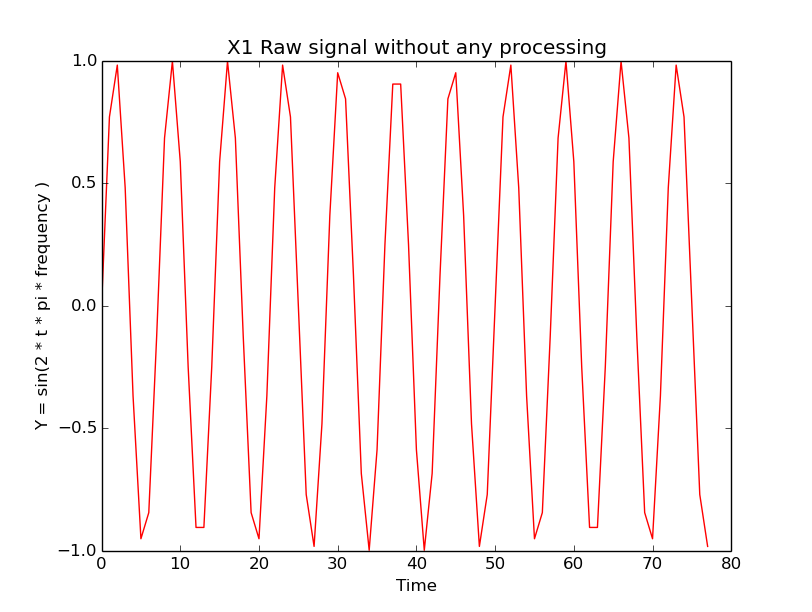 X1 Raw signal without any processing
Y = sin(2 * t * pi * frequency )
1.0
0.5
0.0
−0.5
−1.0
0 10 20 30 40 50 60 70 80
Time